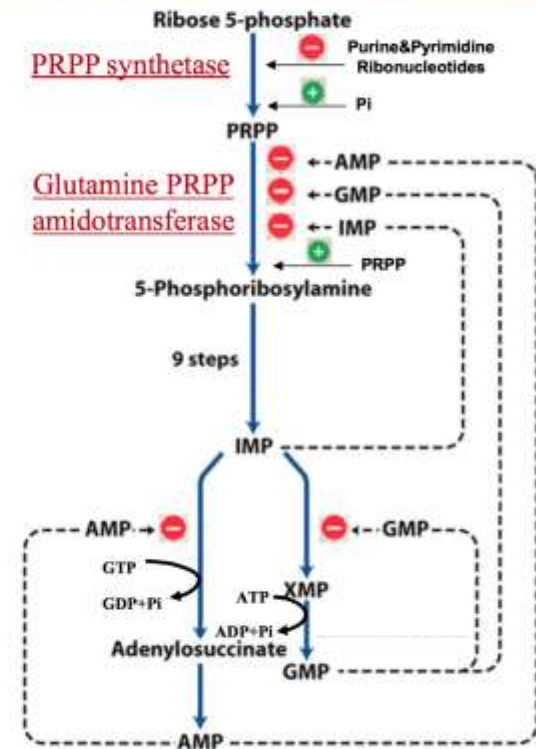 Ribose 5-phosphate
PRPP synthetase
Purine&Pyrimidine
Ribonucleotides
Pi
PRPP
AMP
Glutamine PRPP
amidotransferase
GMP
IMP
PRPP
5-Phosphoribosylamine
9 steps
IMP
AMP
GMP
GTP
GDP+Pi
XMP
ATP
ADP+Pi
Adenylosuccinate
GMP
AMP